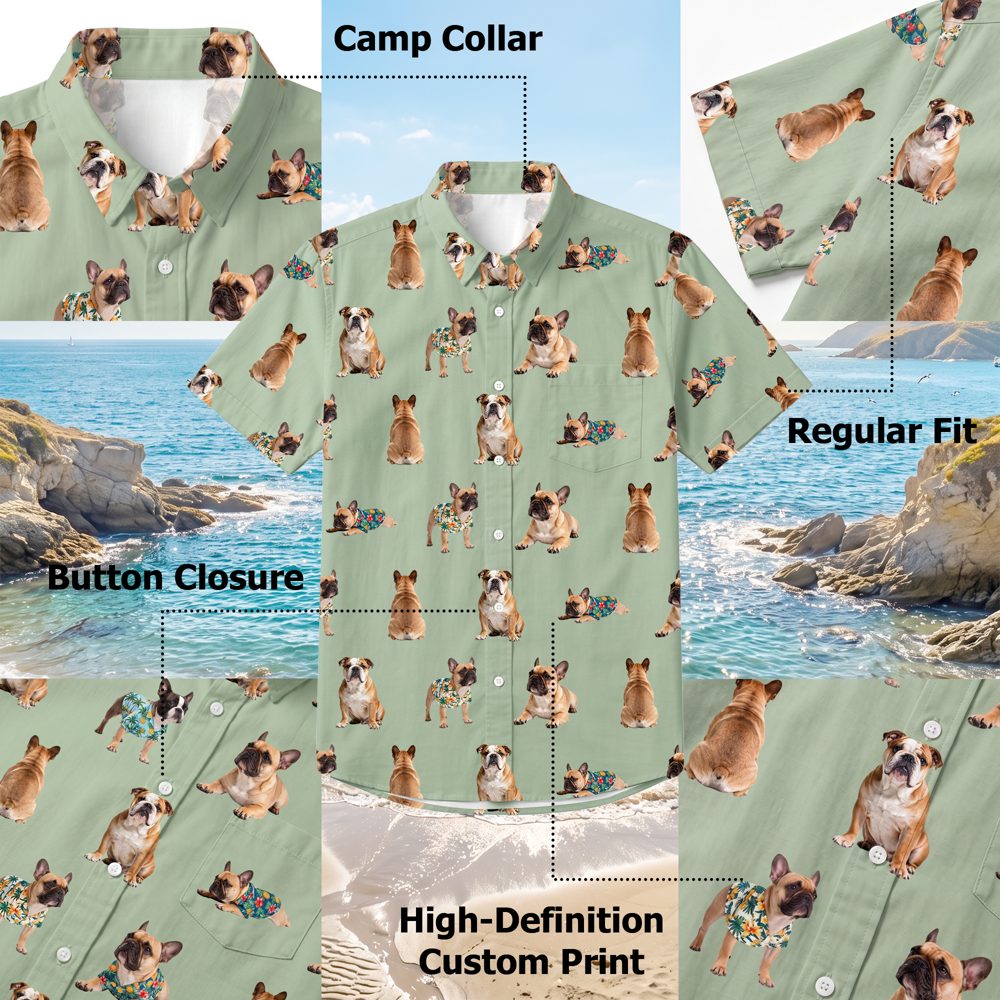 Camp Collar
Regular Fit
Button Closure
High-Definition
Custom Print